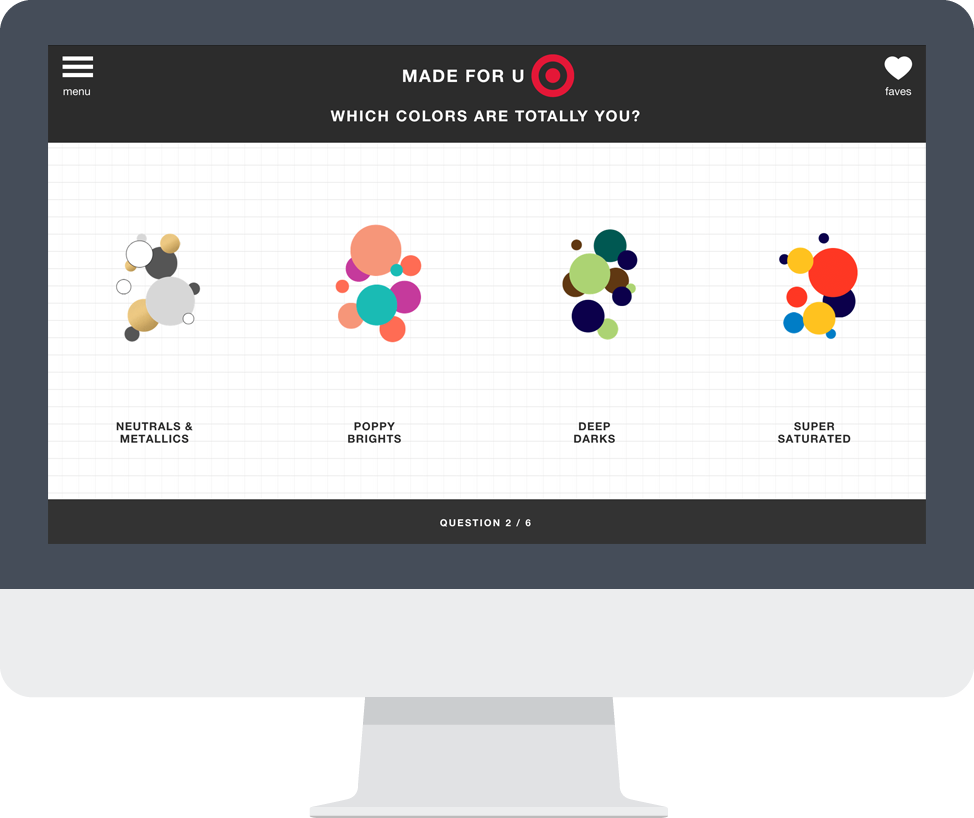 MADE FOR U
menu
faves
WHICH COLORS ARE TOTALLY YOU?
NEUTRALS &
METALLICS
POPPY
BRIGHTS
DEEP
DARKS
SUPER
SATURATED
QUESTION 2 / 6